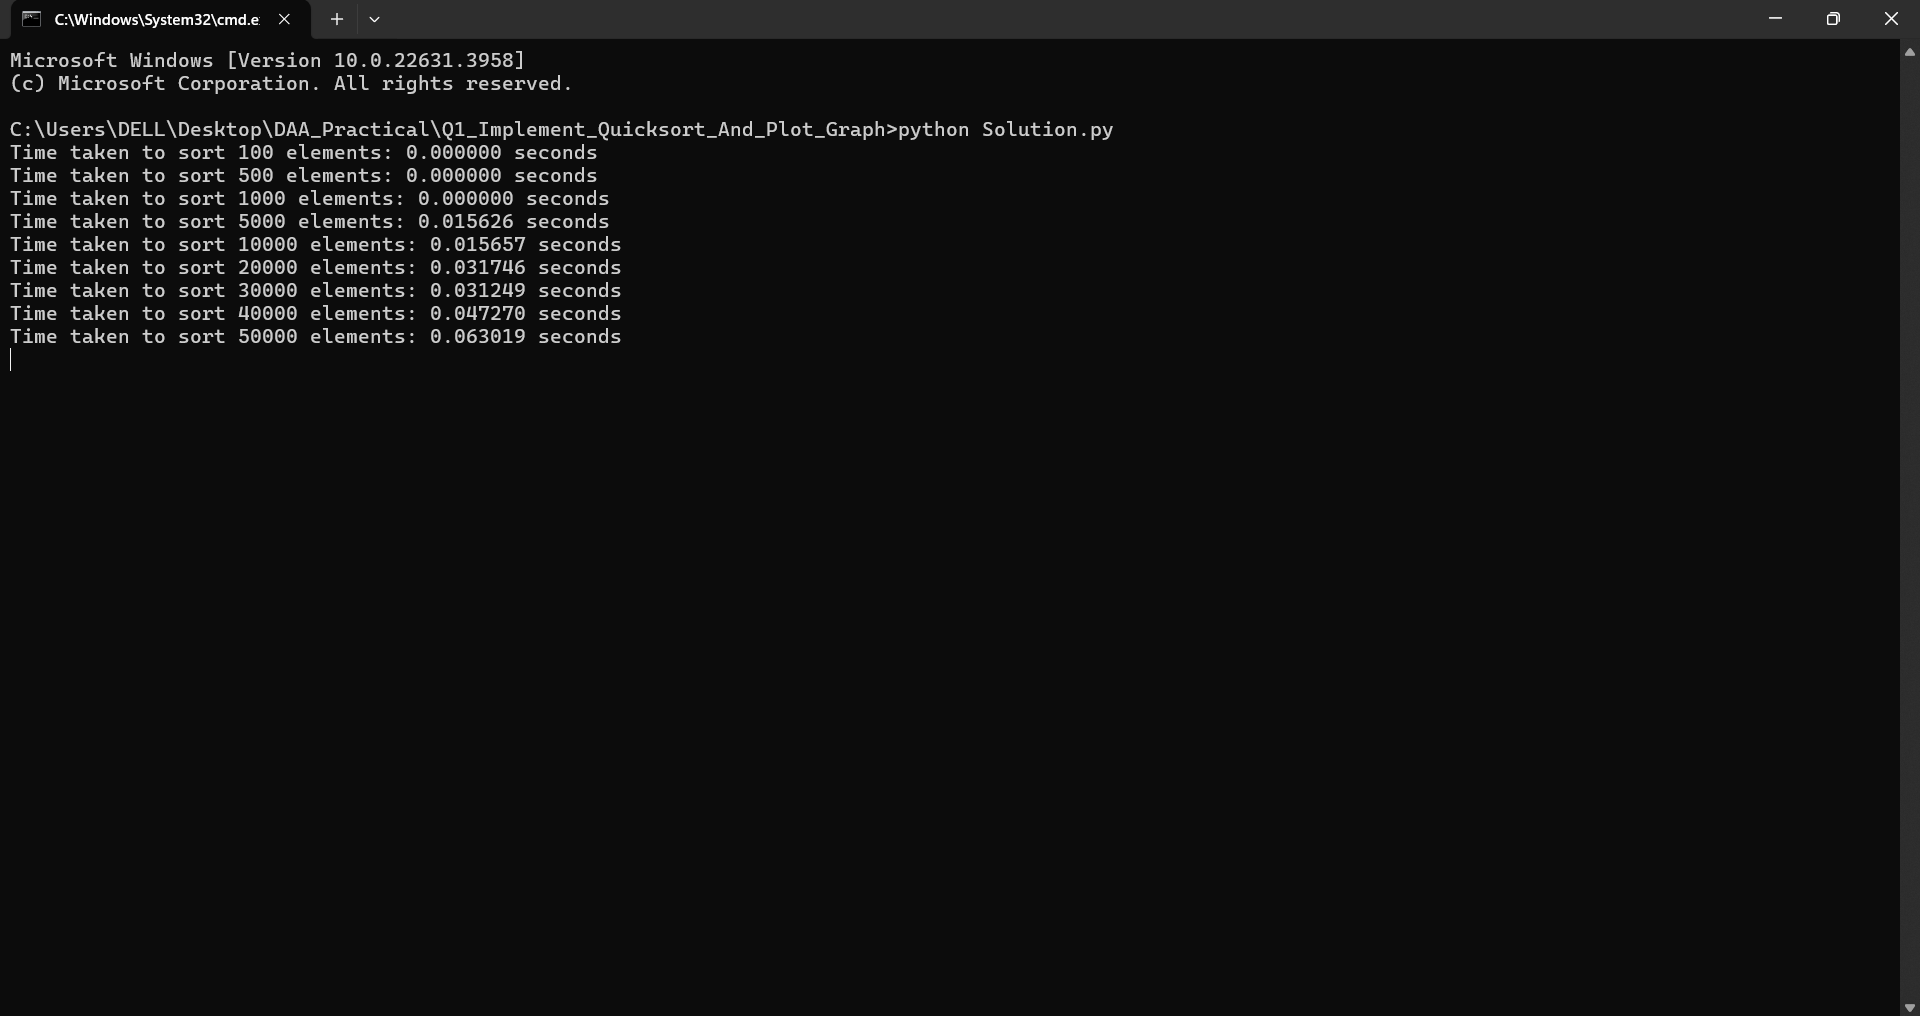 C:\Windows\System32\cmd.e
Microsoft Windows [Version 10.0.22631.3958]
(c) Microsoft Corporation. All rights reserved.
C:\Users\DELL\Desktop\DAA_Practical\Q1_Implement_Quicksort_And_Plot_Graph>python Solution.py
Time taken to sort 100 elements: 0.000000 seconds
Time taken to sort 500 elements: 0.000000 seconds
Time taken to sort 1000 elements: 0.000000 seconds
Time taken to sort 5000 elements: 0.015626 seconds
Time taken to sort 10000 elements: 0.015657 seconds
Time taken to sort 20000 elements: 0.031746 seconds
Time taken to sort 30000 elements: 0.031249 seconds
Time taken to sort 40000 elements: 0.047270 seconds
Time taken to sort 50000 elements: 0.063019 seconds